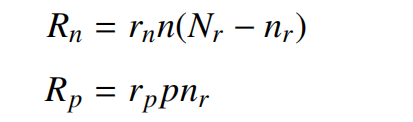 Rₙ = rₙn(Nᵣ − nᵣ)
Rₚ = rₚpnᵣ